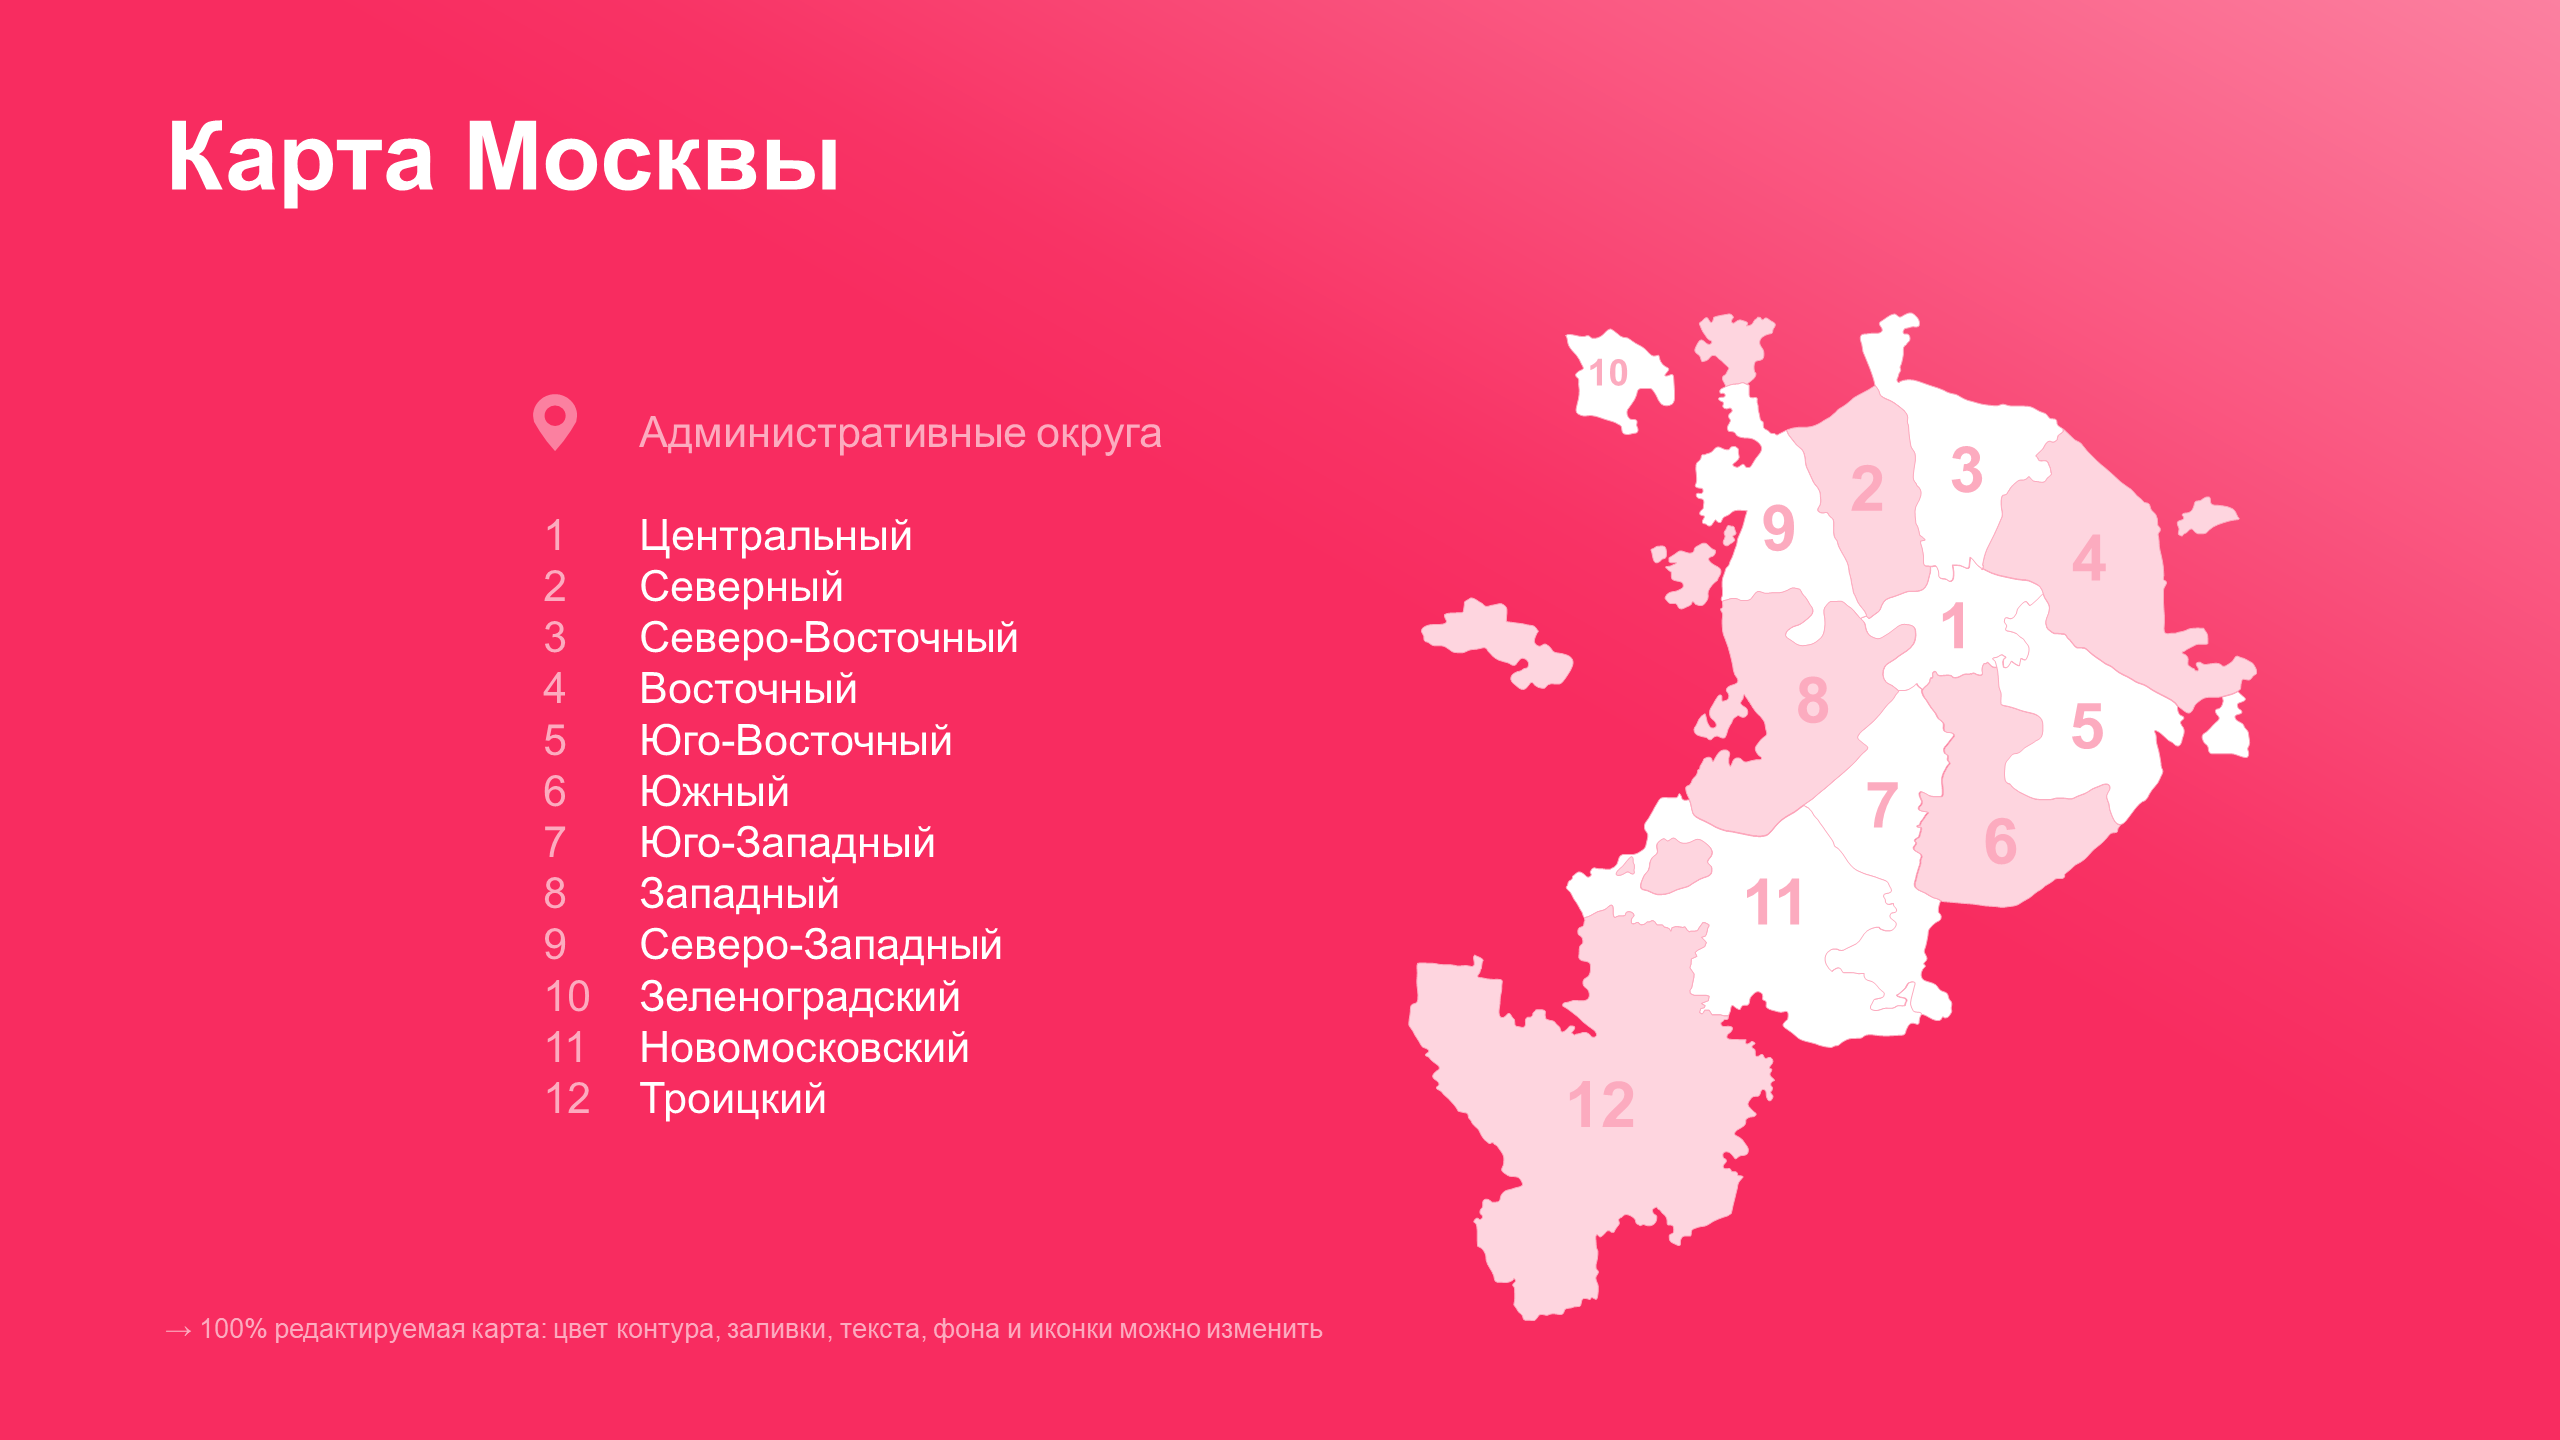 Карта Москвы
Административные округа
1 Центральный
2 Северный
3 Северо-Восточный
4 Восточный
5 Юго-Восточный
6 Южный
7 Юго-Западный
8 Западный
9 Северо-Западный
10 Зеленоградский
11 Новомосковский
12 Троицкий
10
2
3
9
4
1
8
5
7
6
11
12
→ 100% редактируемая карта: цвет контура, заливки, текста, фона и иконки можно изменить